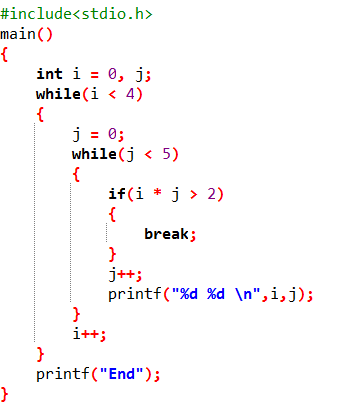 #include<stdio.h>
main()
{
    int i = 0, j;
    while(i < 4)
    {
        j = 0;
        while(j < 5)
        {
            if(i * j > 2)
            {
                break;
            }
            j++;
            printf("%d %d \n",i,j);
        }
        i++;
    }
    printf("End");
}